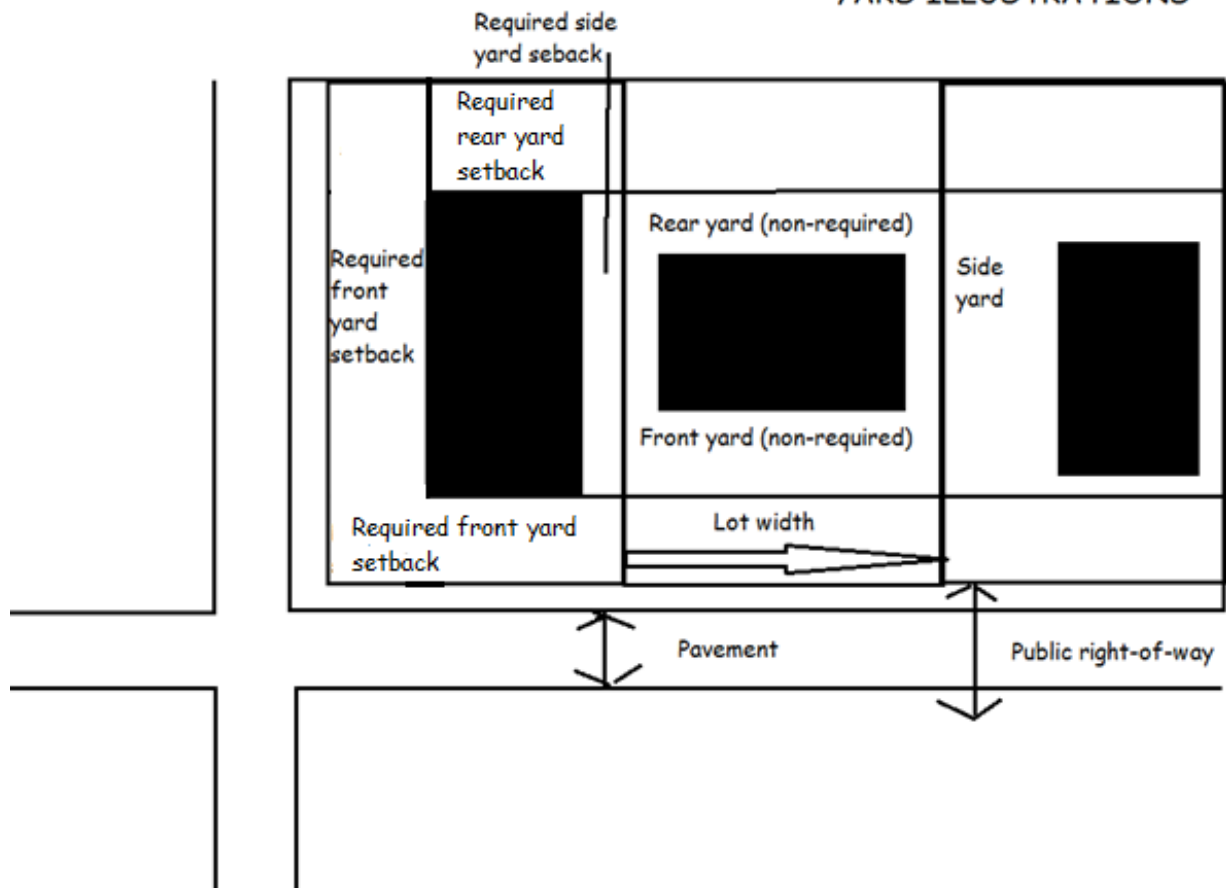 YARD ILLUSTRATIONS
Required side
yard seback
Required
rear yard
setback
Rear yard (non-required)
Required
front
yard
setback
Side
yard
Front yard (non-required)
Required front yard
setback
Lot width
Pavement
Public right-of-way